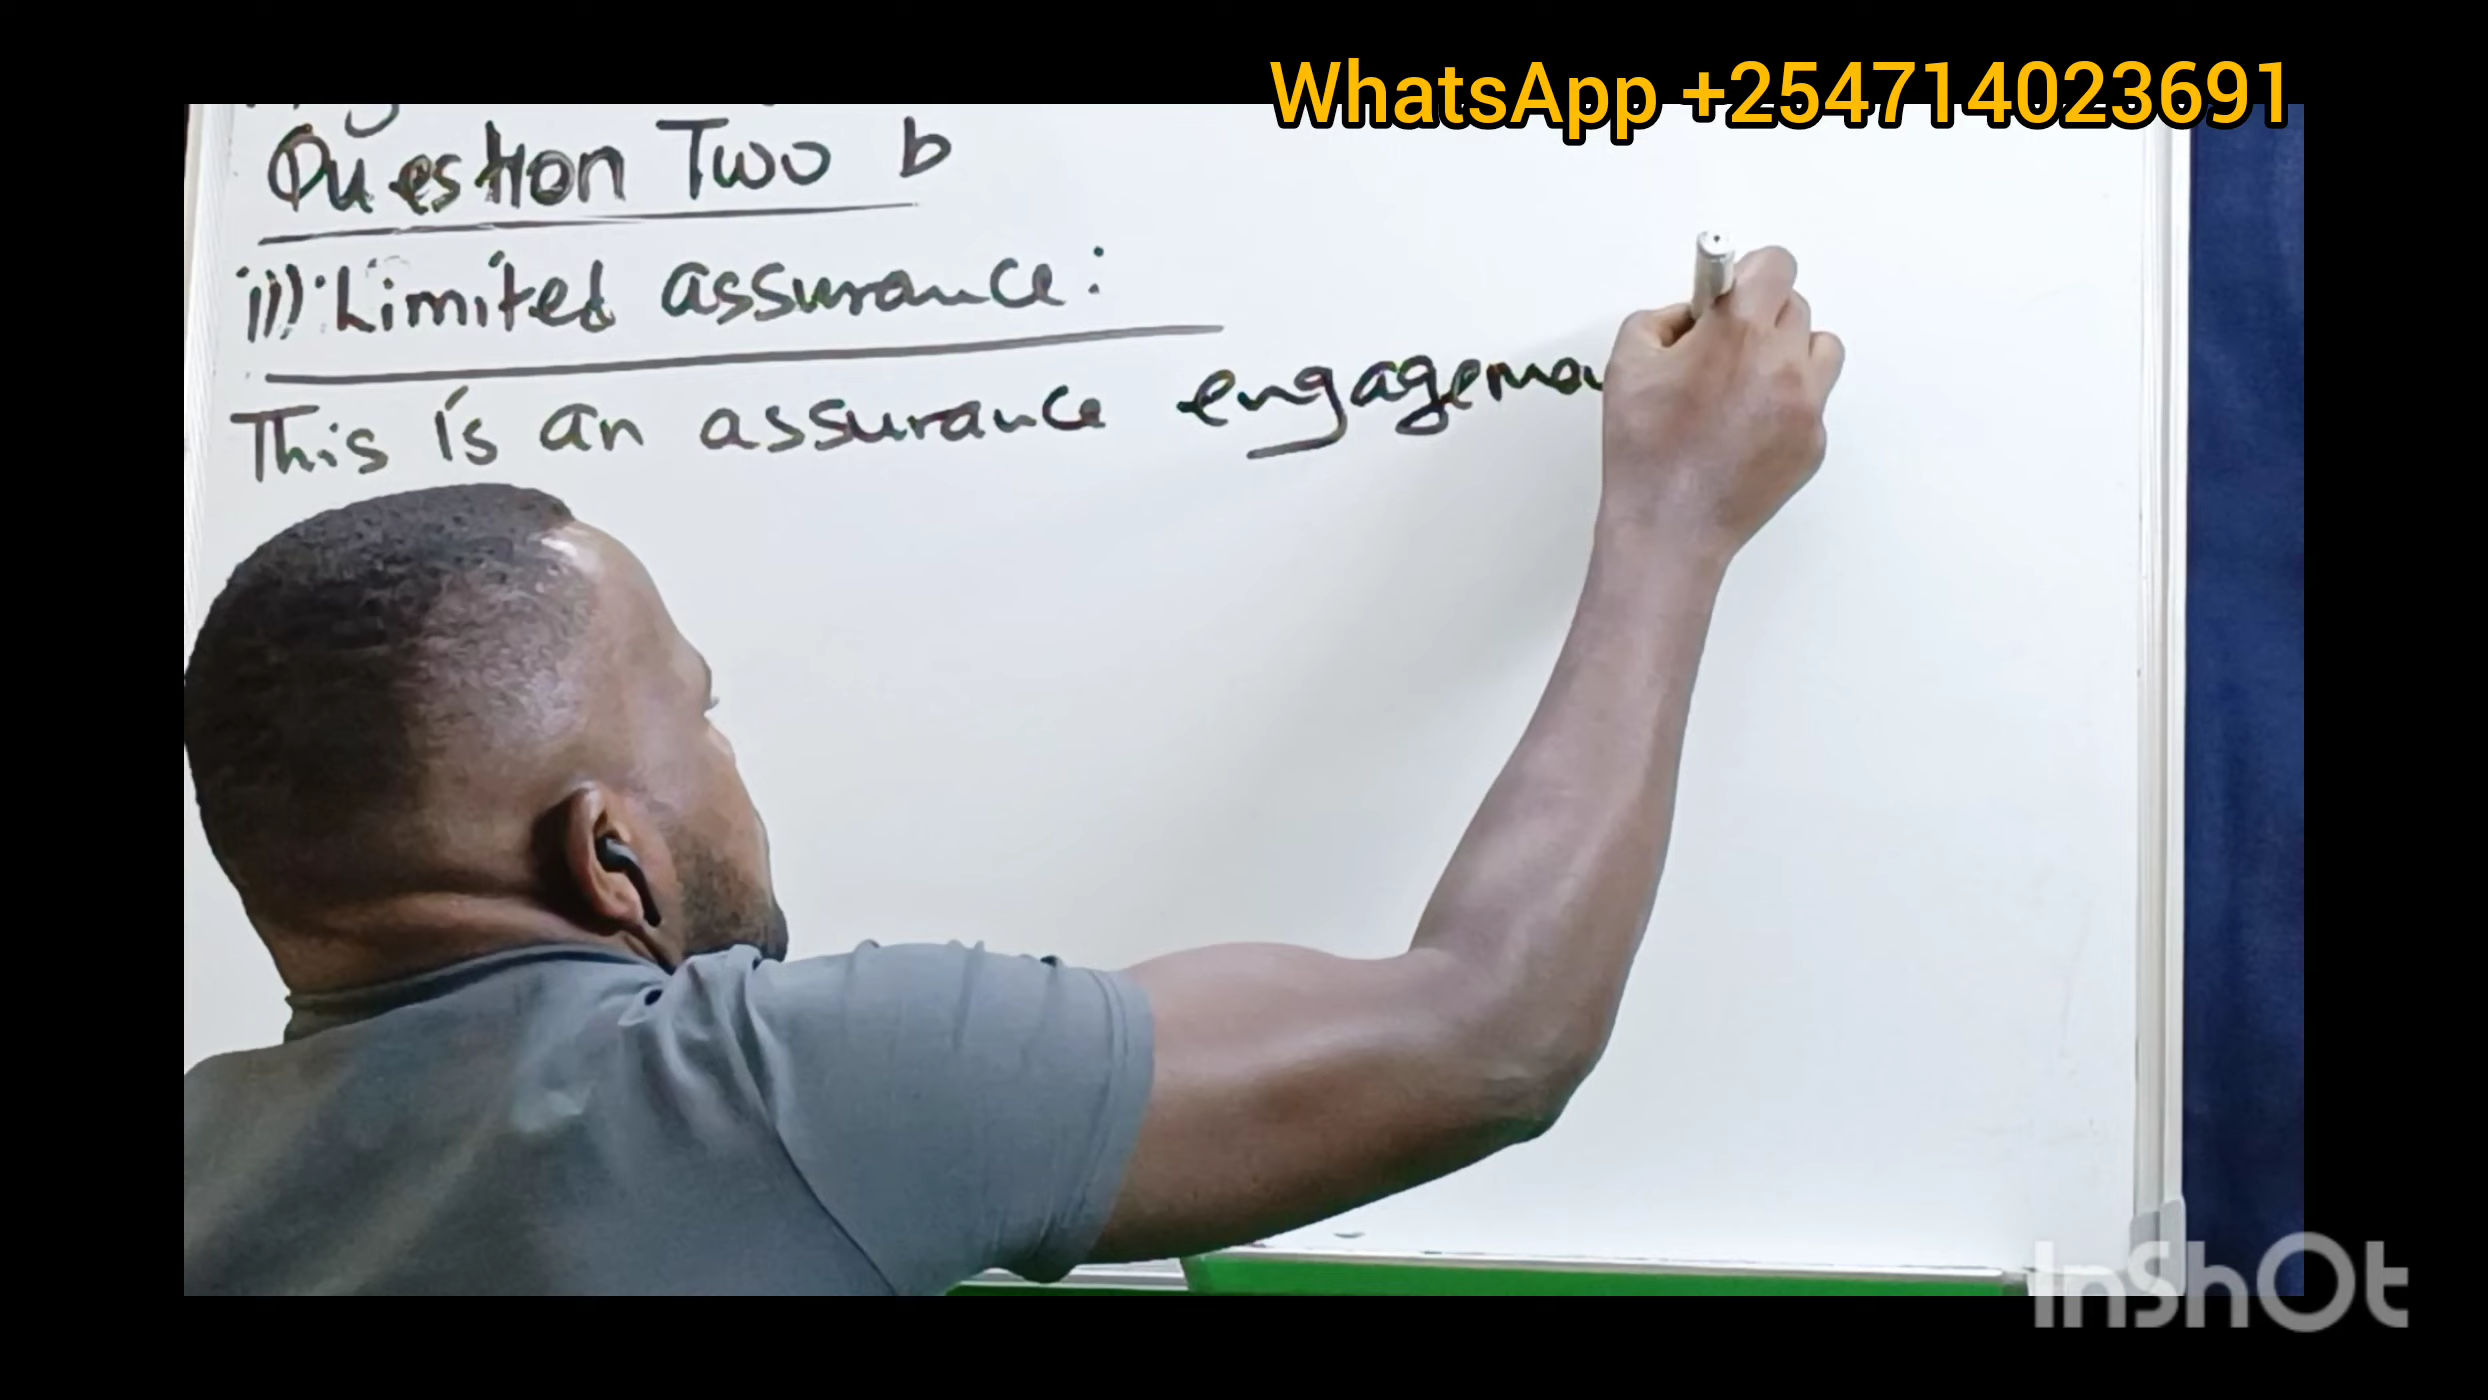 WhatsApp +254714023691
Question Two b
ii) Limited assurance:
This is an assurance
InShOt